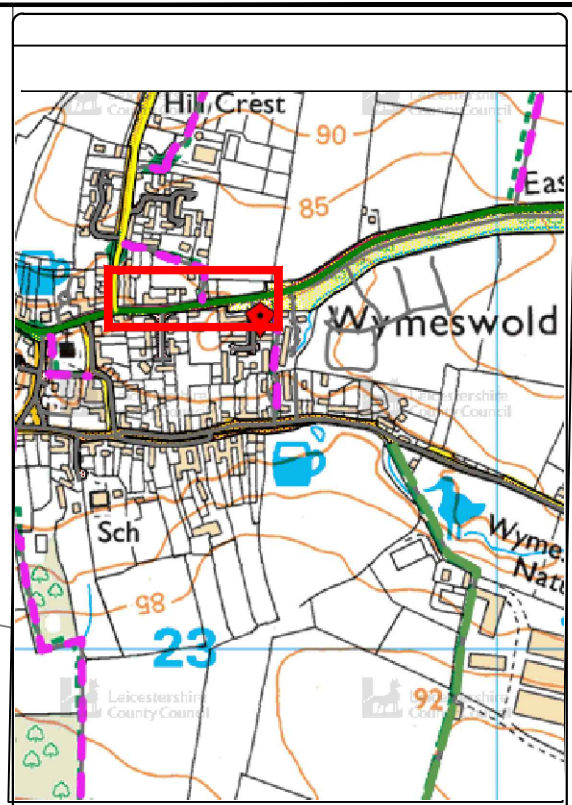 Hill Crest
Leicestershire
County Council
90
Eas
85
Wymeswold
Leicestershire
County Council
Sch
Wyme
Natu
85
23
Leicestershire
County Council
92